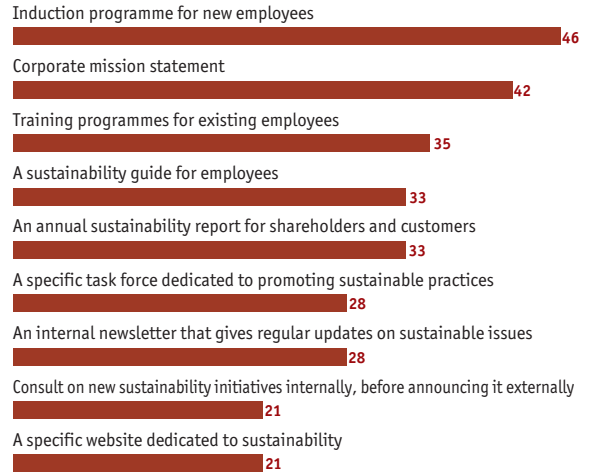 Induction programme for new employees
46
Corporate mission statement
42
Training programmes for existing employees
35
A sustainability guide for employees
33
An annual sustainability report for shareholders and customers
33
A specific task force dedicated to promoting sustainable practices
28
An internal newsletter that gives regular updates on sustainable issues
28
Consult on new sustainability initiatives internally, before announcing it externally
21
A specific website dedicated to sustainability
21